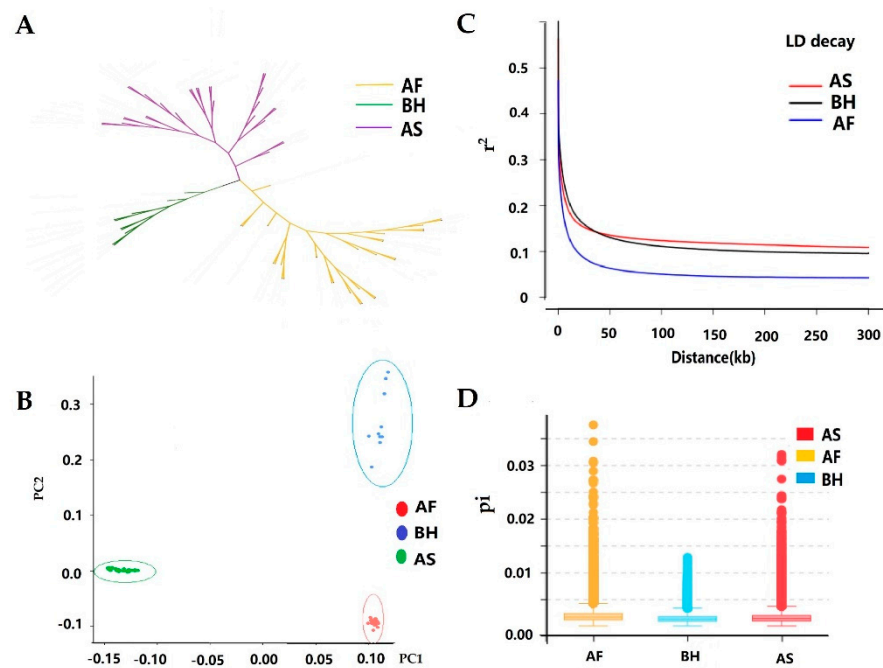 A
AF
BH
AS
C
LD decay
AS
BH
AF
r²
0.5
0.4
0.3
0.2
0.1
0
0 50 100 150 200 250 300
Distance(kb)
B
PC2
0.3
0.2
0.1
0.0
-0.1
AF
BH
AS
-0.15 -0.10 -0.05 0.00 0.05 0.10 PC1
D
pi
0.03
0.02
0.01
0.00
AS
AF
BH
AF BH AS